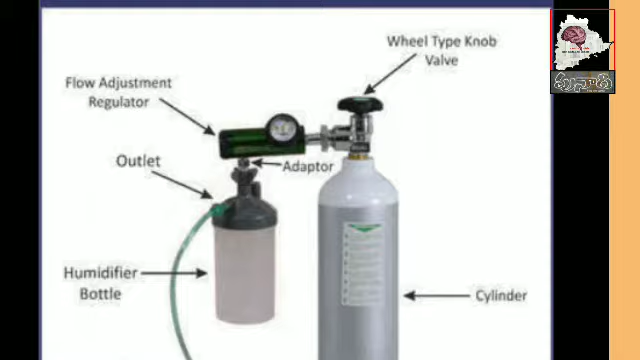 Wheel Type Knob
Valve
Flow Adjustment
Regulator
Adaptor
Outlet
Humidifier
Bottle
Cylinder